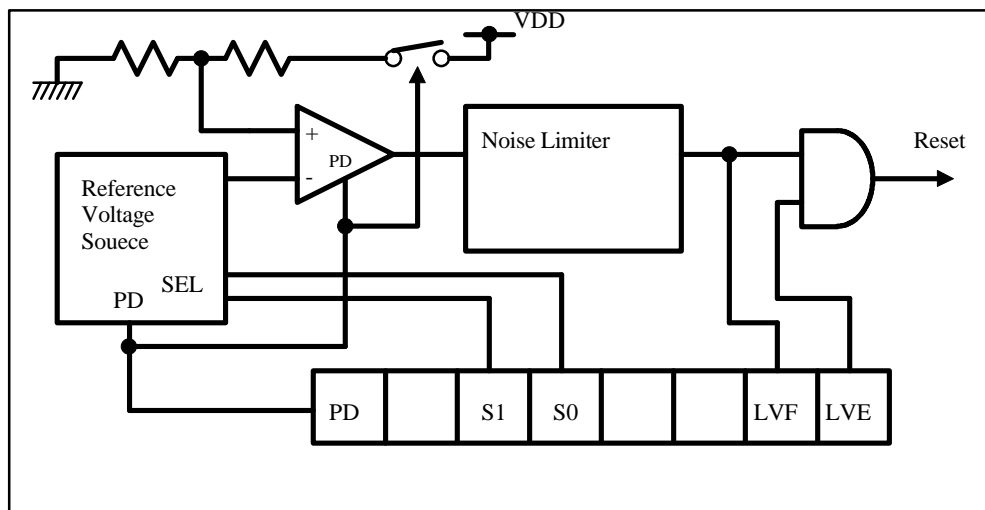 VDD
+
PD
-
Noise Limiter
Reset
Reference
Voltage
Souece
SEL
PD
PD
S1
S0
LVF
LVE